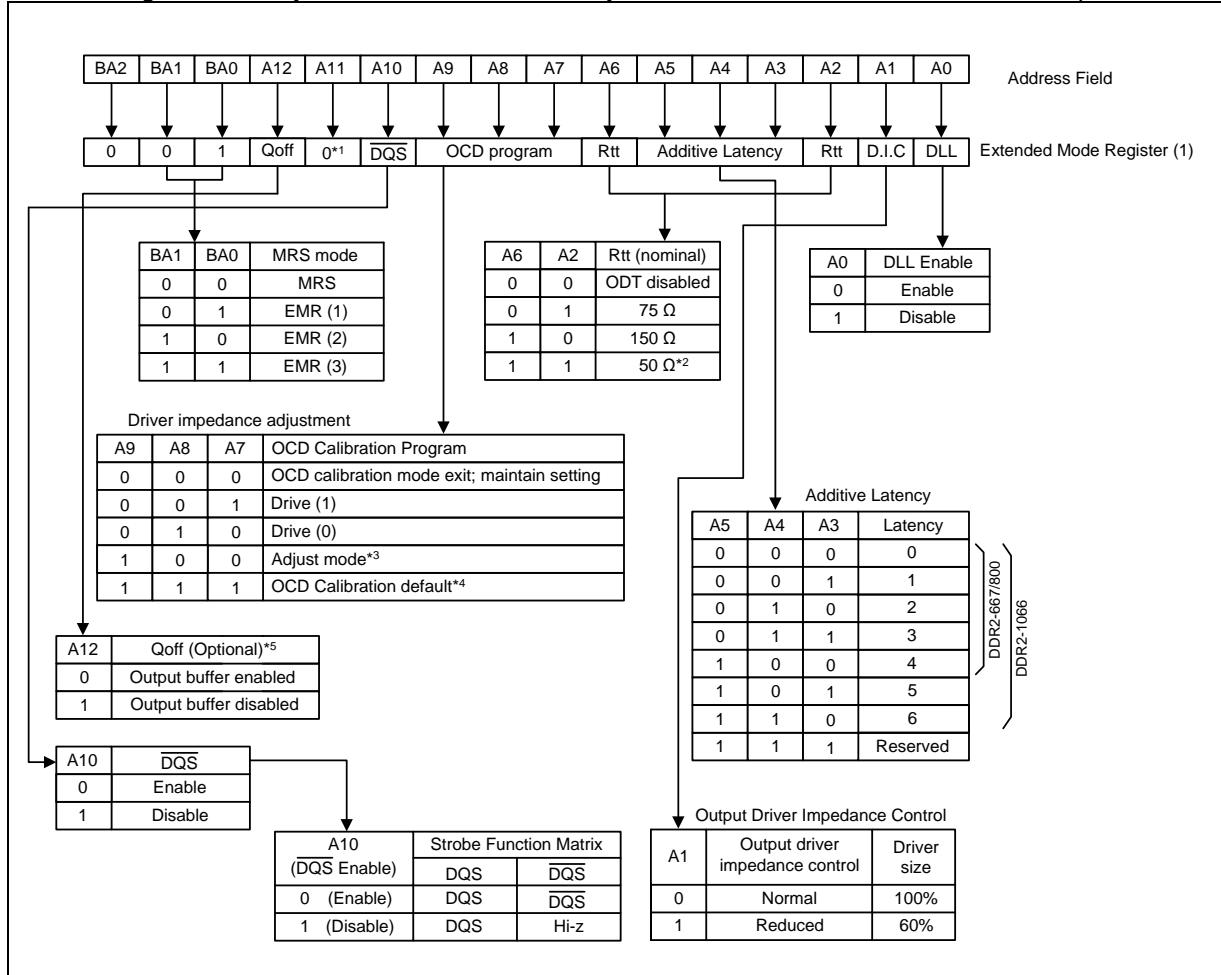 BA2 BA1 BA0 A12 A11 A10 A9 A8 A7 A6 A5 A4 A3 A2 A1 A0
Address Field
0 0 1 Qoff 0*1 DQS OCD program Rtt Additive Latency Rtt D.I.C DLL
Extended Mode Register (1)
BA1 BA0 MRS mode
0 0 MRS
0 1 EMR (1)
1 0 EMR (2)
1 1 EMR (3)
A6 A2 Rtt (nominal)
0 0 ODT disabled
0 1 75 Ω
1 0 150 Ω
1 1 50 Ω*2
A0 DLL Enable
0 Enable
1 Disable
Driver impedance adjustment
A9 A8 A7 OCD Calibration Program
0 0 0 OCD calibration mode exit; maintain setting
0 0 1 Drive (1)
0 1 0 Drive (0)
1 0 0 Adjust mode*3
1 1 1 OCD Calibration default*4
Additive Latency
A5 A4 A3 Latency
0 0 0 0
0 0 1 1
0 1 0 2
0 1 1 3
1 0 0 4
1 0 1 5
1 1 0 6
1 1 1 Reserved
DDR2-667/800
DDR2-1066
A12 Qoff (Optional)*5
0 Output buffer enabled
1 Output buffer disabled
A10 DQS
0 Enable
1 Disable
A10
(DQS Enable)
Strobe Function Matrix
DQS DQS
0 (Enable) DQS DQS
1 (Disable) DQS Hi-z
Output Driver Impedance Control
A1 Output driver
impedance control
Driver
size
0 Normal 100%
1 Reduced 60%